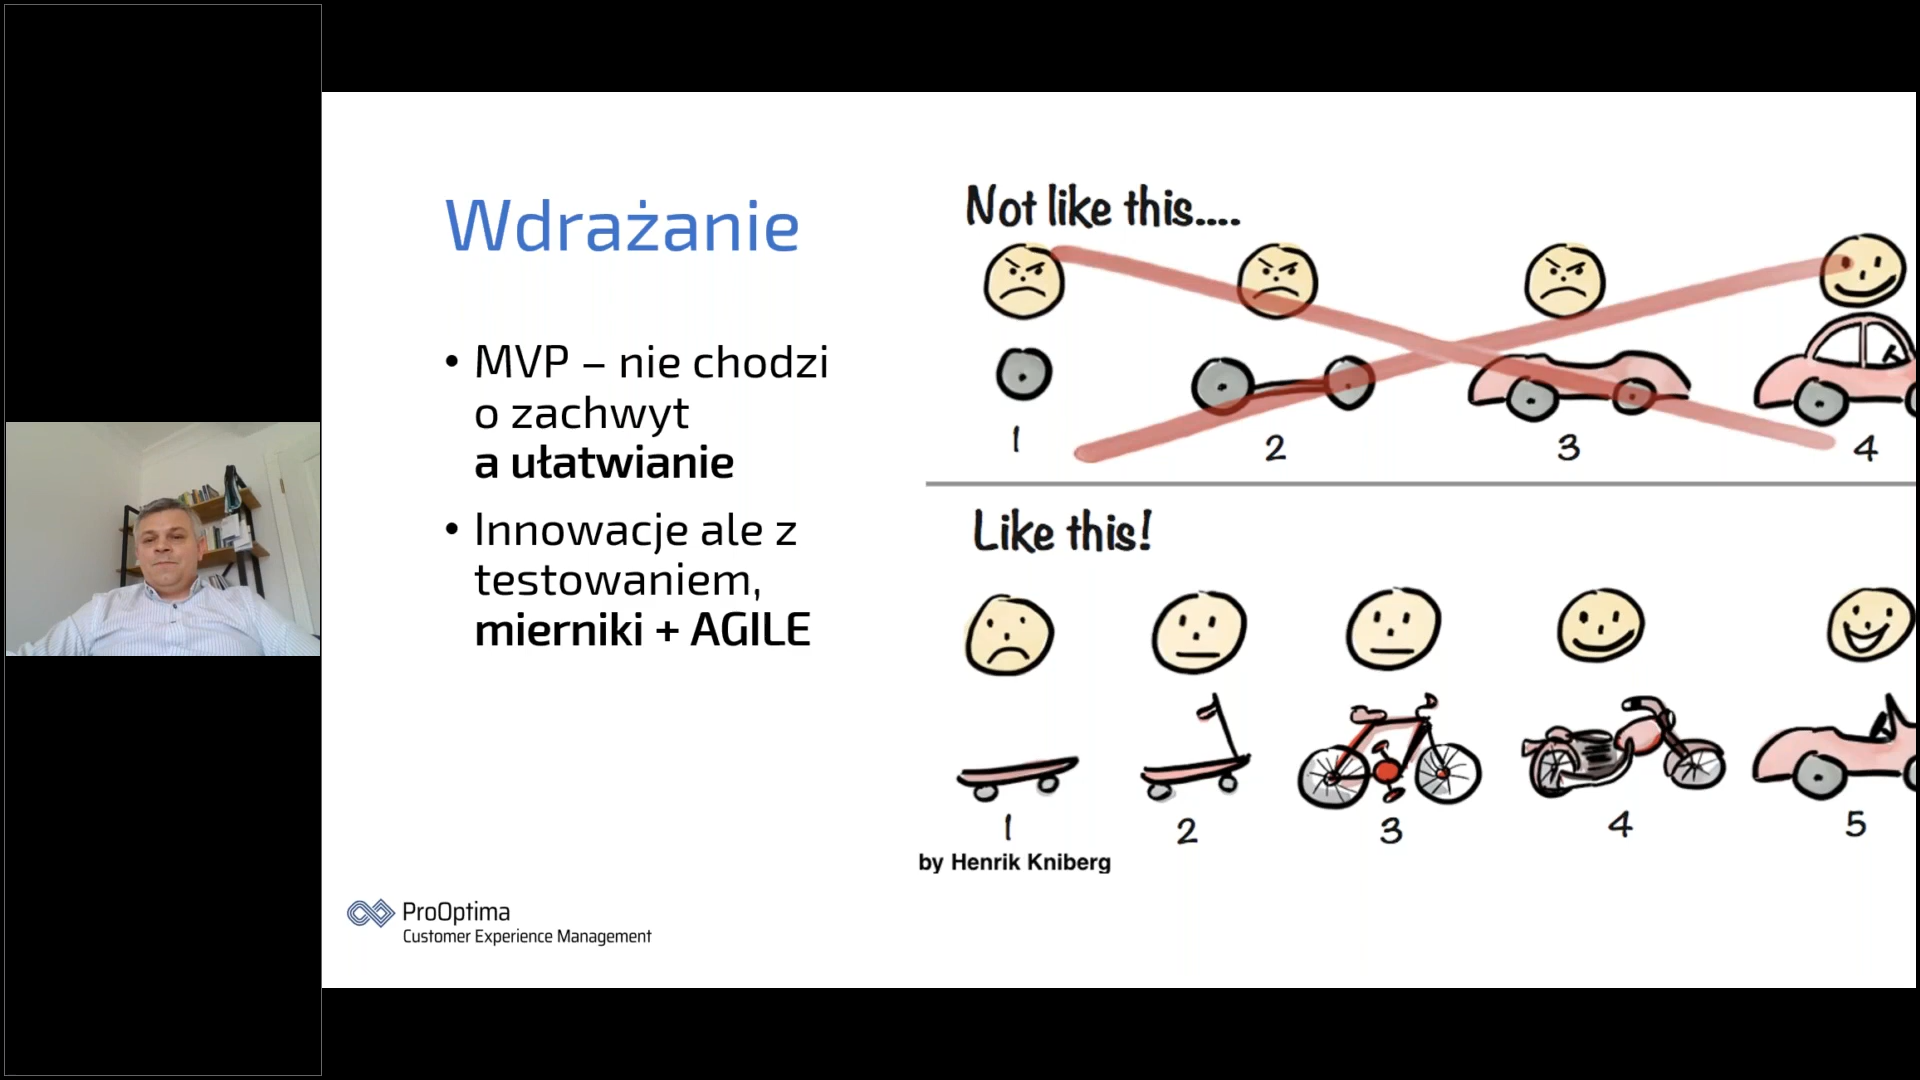 Wdrażanie
• MVP – nie chodzi
o zachwyt
a ułatwianie
• Innowacje ale z
testowaniem,
mierniki + AGILE
Not like this....
1 2 3 4
Like this!
1 2 3 4 5
by Henrik Kniberg
ProOptima
Customer Experience Management